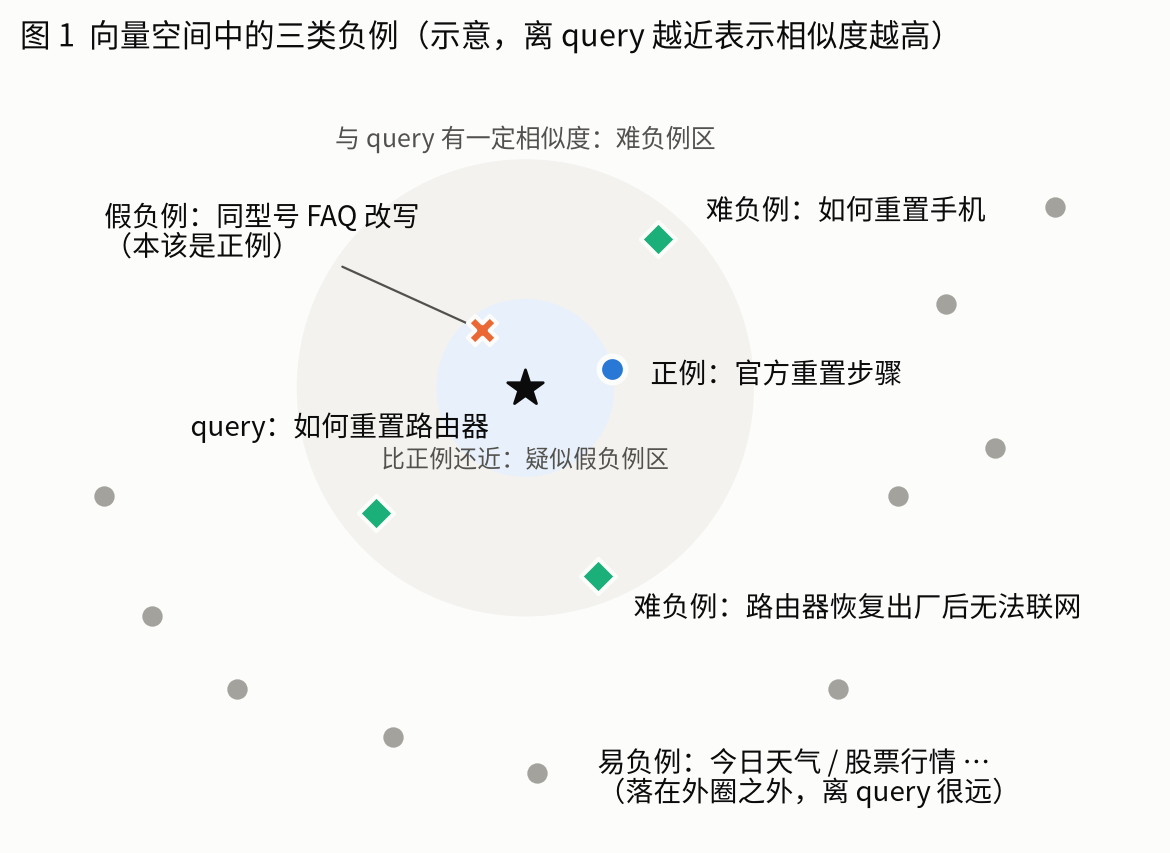 图 1 向量空间中的三类负例（示意，离 query 越近表示相似度越高）
与 query 有一定相似度：难负例区
假负例：同型号 FAQ 改写
（本该是正例）
难负例：如何重置手机
正例：官方重置步骤
query：如何重置路由器
比正例还近：疑似假负例区
难负例：路由器恢复出厂后无法联网
易负例：今日天气 / 股票行情 …
（落在外圈之外，离 query 很远）